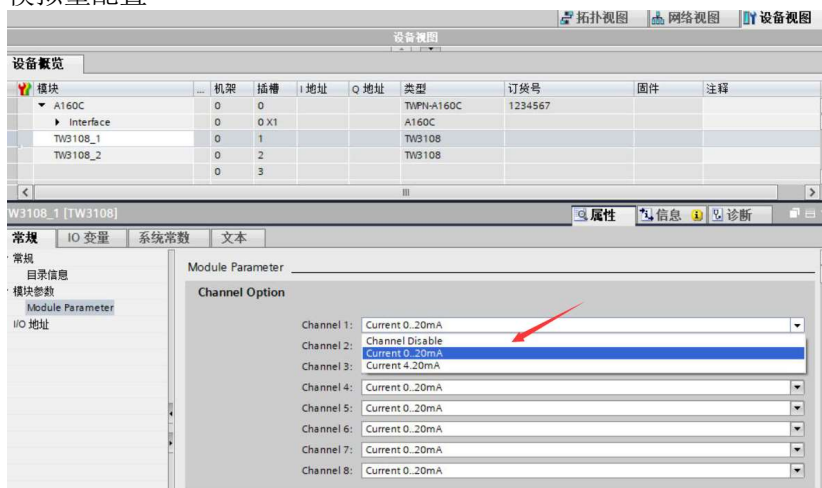 模拟量配置
拓扑视图 网络视图 设备视图
设备视图
设备概览
模块 ... 机架 插槽 I 地址 Q 地址 类型 订货号 固件 注释
A160C 0 0 TWPN-A160C 1234567
Interface 0 0 X1 A160C
TW3108_1 0 1 TW3108
TW3108_2 0 2 TW3108
0 3
W3108_1 [TW3108] 属性 信息 诊断
常规 IO 变量 系统常数 文本
常规
目录信息
模块参数
Module Parameter
I/O 地址
Module Parameter
Channel Option
Channel 1: Current 0..20mA
Channel Disable
Channel 2: Current 0..20mA
Channel 3: Current 4.20mA
Channel 4: Current 0..20mA
Channel 5: Current 0..20mA
Channel 6: Current 0..20mA
Channel 7: Current 0..20mA
Channel 8: Current 0..20mA